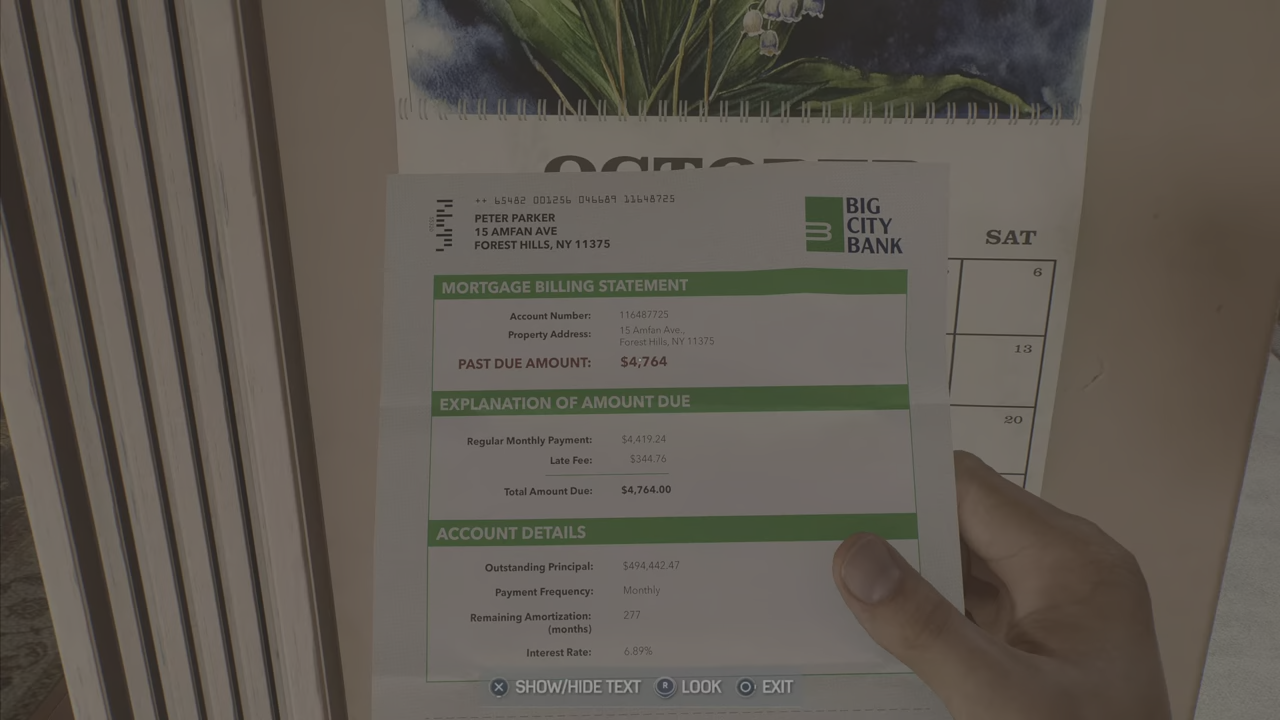 OCTOBER
++ 65482 001256 046689 11648725
PETER PARKER
15 AMFAN AVE
FOREST HILLS, NY 11375
BIG
CITY
BANK
SAT
6
13
20
MORTGAGE BILLING STATEMENT
Account Number: 116487725
Property Address: 15 Amfan Ave.,
Forest Hills, NY 11375
PAST DUE AMOUNT: $4,764
EXPLANATION OF AMOUNT DUE
Regular Monthly Payment: $4,419.24
Late Fee: $344.76
Total Amount Due: $4,764.00
ACCOUNT DETAILS
Outstanding Principal: $494,442.47
Payment Frequency: Monthly
Remaining Amortization: 277
(months)
Interest Rate: 6.89%
SHOW/HIDE TEXT R LOOK EXIT